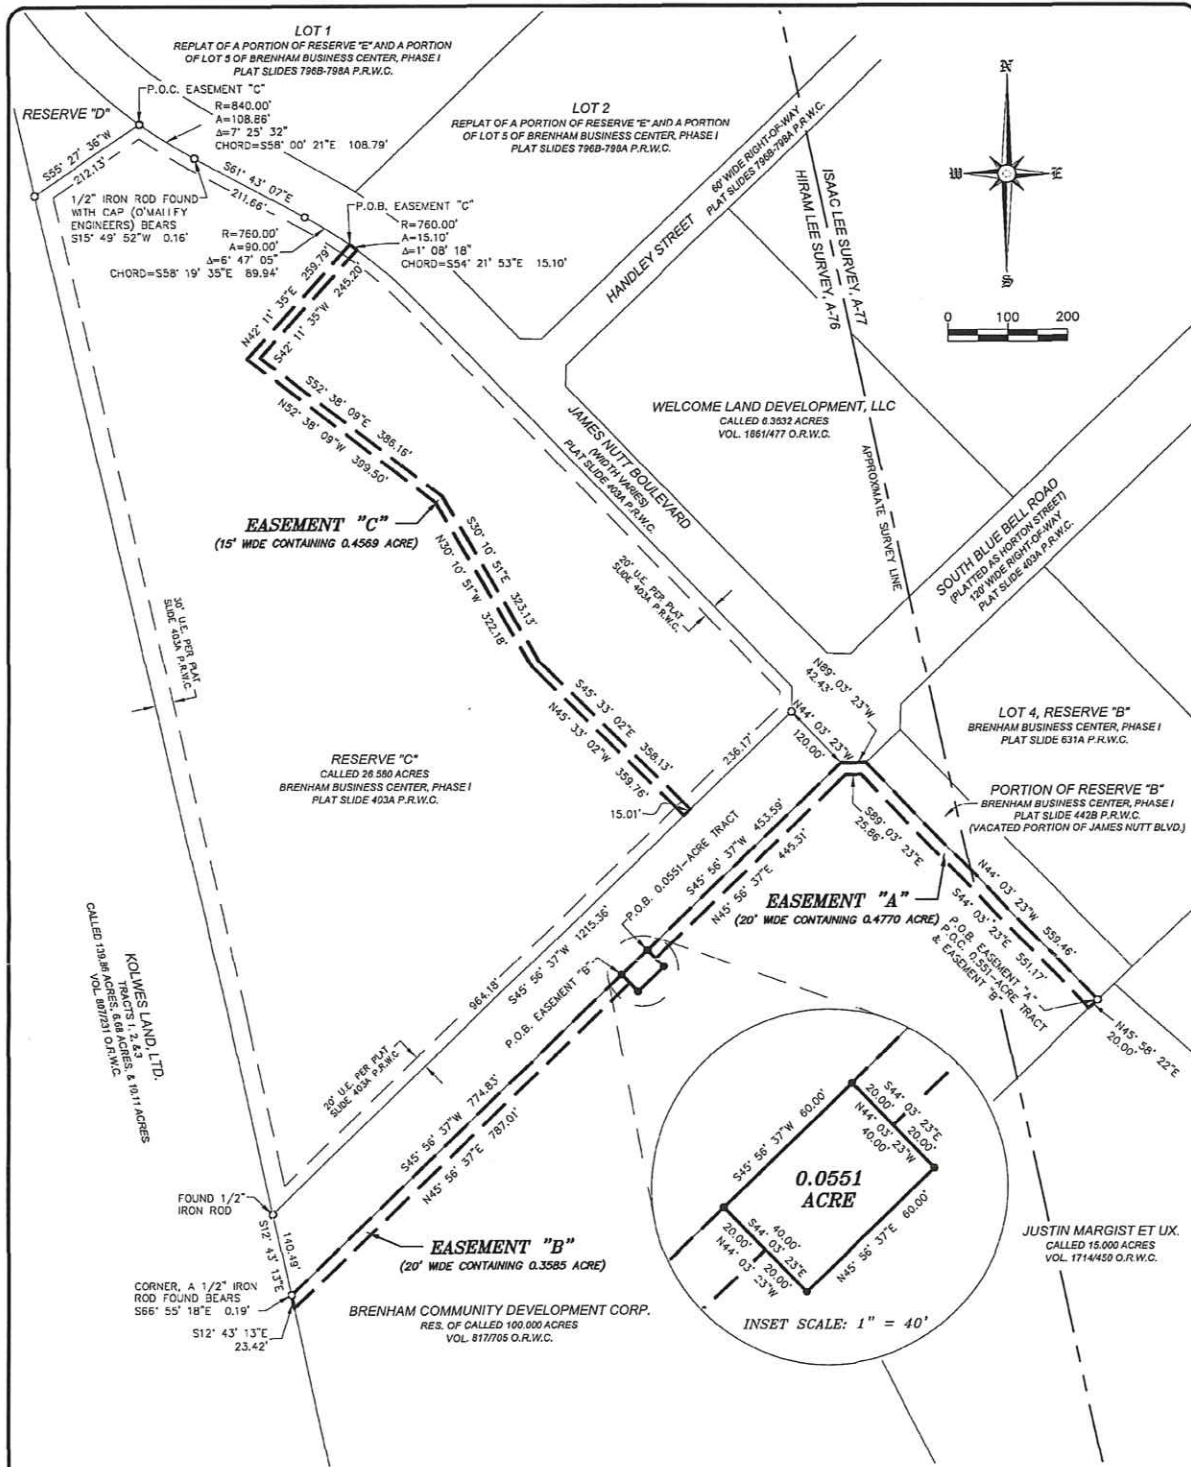 LOT 1
REPLAT OF A PORTION OF RESERVE "E" AND A PORTION
OF LOT 5 OF BRENHAM BUSINESS CENTER, PHASE I
PLAT SLIDES 796B-798A P.R.W.C.
P.O.C. EASEMENT "C"
RESERVE "D"
R=840.00'
A=108.86'
Δ=7° 25' 32"
CHORD=S58° 00' 21"E 108.79'
LOT 2
REPLAT OF A PORTION OF RESERVE "E" AND A PORTION
OF LOT 5 OF BRENHAM BUSINESS CENTER, PHASE I
PLAT SLIDES 796B-798A P.R.W.C.
60' WIDE RIGHT-OF-WAY
PLAT SLIDES 796B-798A P.R.W.C.
HANDLEY STREET
ISAAC LEE SURVEY, A-77
HIRAM LEE SURVEY, A-76
N
W
E
S
0 100 200
S55° 27' 36"W
212.13'
S61° 43' 07"E
211.66'
1/2" IRON ROD FOUND
WITH CAP (O'MALLEY
ENGINEERS) BEARS
S15° 49' 52"W 0.16'
P.O.B. EASEMENT "C"
R=760.00'
A=15.10'
Δ=1° 08' 18"
CHORD=S54° 21' 53"E 15.10'
R=760.00'
A=90.00'
Δ=6° 47' 05"
CHORD=S58° 19' 35"E 89.94'
N42° 11' 35"E 259.79'
S42° 11' 35"W 245.20'
S52° 38' 09"E 386.16'
N52° 38' 09"W 399.50'
JAMES NUTT BOULEVARD
(WIDTH VARIES)
PLAT SLIDE 403A P.R.W.C.
WELCOME LAND DEVELOPMENT, LLC
CALLED 6.3632 ACRES
VOL. 1861/477 O.R.W.C.
APPROXIMATE SURVEY LINE
SOUTH BLUE BELL ROAD
(PLATTED AS HORTON STREET)
120' WIDE RIGHT-OF-WAY
PLAT SLIDE 403A P.R.W.C.
EASEMENT "C"
(15' WIDE CONTAINING 0.4569 ACRE)
S30° 10' 51"E 323.13'
N30° 10' 51"W 322.18'
20' U.E. PER PLAT
SLIDE 403A P.R.W.C.
30' U.E. PER PLAT
SLIDE 403A P.R.W.C.
S45° 33' 02"E 358.13'
N45° 33' 02"W 359.76'
236.17'
15.01'
N89° 03' 23"W
42.43'
N44° 03' 23"W
120.00'
LOT 4, RESERVE "B"
BRENHAM BUSINESS CENTER, PHASE I
PLAT SLIDE 631A P.R.W.C.
RESERVE "C"
CALLED 26.580 ACRES
BRENHAM BUSINESS CENTER, PHASE I
PLAT SLIDE 403A P.R.W.C.
PORTION OF RESERVE "B"
BRENHAM BUSINESS CENTER, PHASE I
PLAT SLIDE 442B P.R.W.C.
(VACATED PORTION OF JAMES NUTT BLVD.)
S89° 03' 23"E
25.86'
P.O.B. 0.0551-ACRE TRACT
S45° 56' 37"W 453.59'
N45° 56' 37"E 445.31'
EASEMENT "A"
(20' WIDE CONTAINING 0.4770 ACRE)
N44° 03' 23"W 559.46'
S44° 03' 23"E 551.17'
P.O.B. EASEMENT "A"
P.O.C. 0.551-ACRE TRACT
& EASEMENT "B"
N45° 58' 22"E
20.00'
KOLWES LAND, LTD.
TRACTS 1, 2, &3
CALLED 139.86 ACRES, 6.68 ACRES, & 10.11 ACRES
VOL. 807/231 O.R.W.C.
964.18'
S45° 56' 37"W 1215.36'
P.O.B. EASEMENT "B"
20' U.E. PER PLAT
SLIDE 403A P.R.W.C.
S45° 56' 37"W 774.83'
N45° 56' 37"E 787.01'
FOUND 1/2"
IRON ROD
S12° 43' 13"E
140.49'
CORNER, A 1/2" IRON
ROD FOUND BEARS
S66° 55' 18"E 0.19'
S12° 43' 13"E
23.42'
EASEMENT "B"
(20' WIDE CONTAINING 0.3585 ACRE)
BRENHAM COMMUNITY DEVELOPMENT CORP.
RES. OF CALLED 100.000 ACRES
VOL. 817/705 O.R.W.C.
S45° 56' 37"W 60.00'
S44° 03' 23"E
20.00'
20.00'
N44° 03' 23"W
40.00'
0.0551
ACRE
40.00'
S44° 03' 23"E
20.00'
20.00'
N44° 03' 23"W
N45° 56' 37"E 60.00'
INSET SCALE: 1" = 40'
JUSTIN MARGIST ET UX.
CALLED 15.000 ACRES
VOL. 1714/450 O.R.W.C.